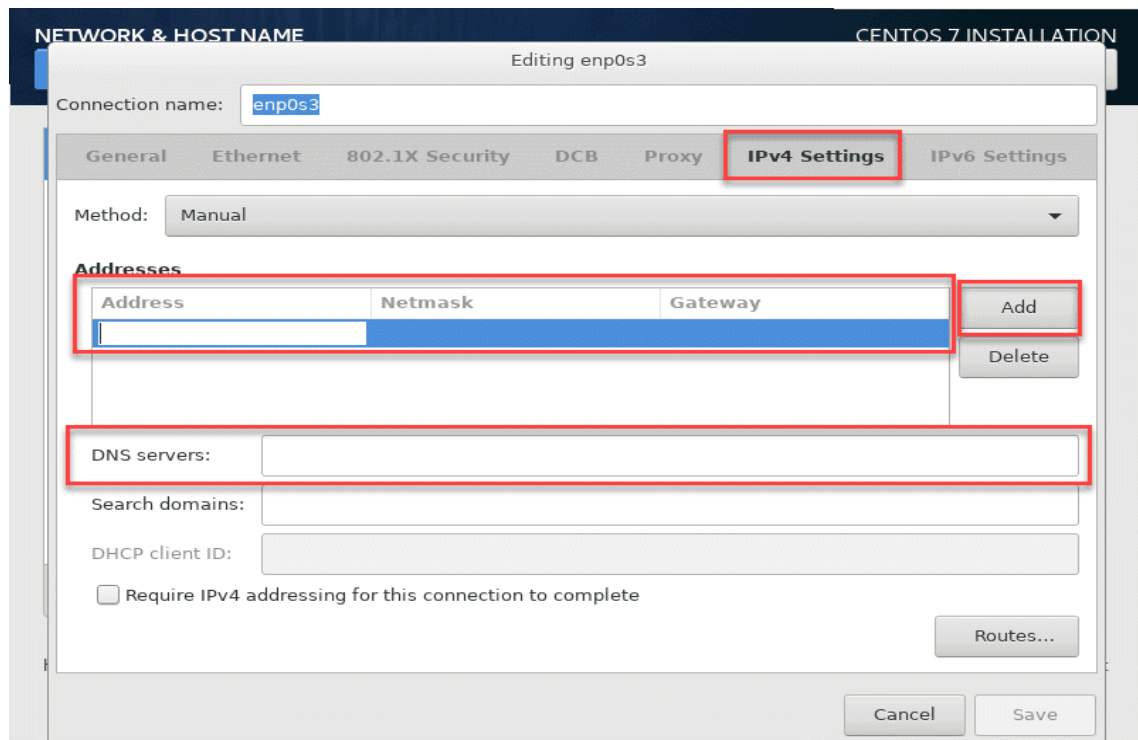 NETWORK & HOST NAME CENTOS 7 INSTALLATION
Editing enp0s3
Connection name: enp0s3
General Ethernet 802.1X Security DCB Proxy IPv4 Settings IPv6 Settings
Method: Manual
Addresses
Address Netmask Gateway
Add
Delete
DNS servers:
Search domains:
DHCP client ID:
Require IPv4 addressing for this connection to complete
Routes...
Cancel Save